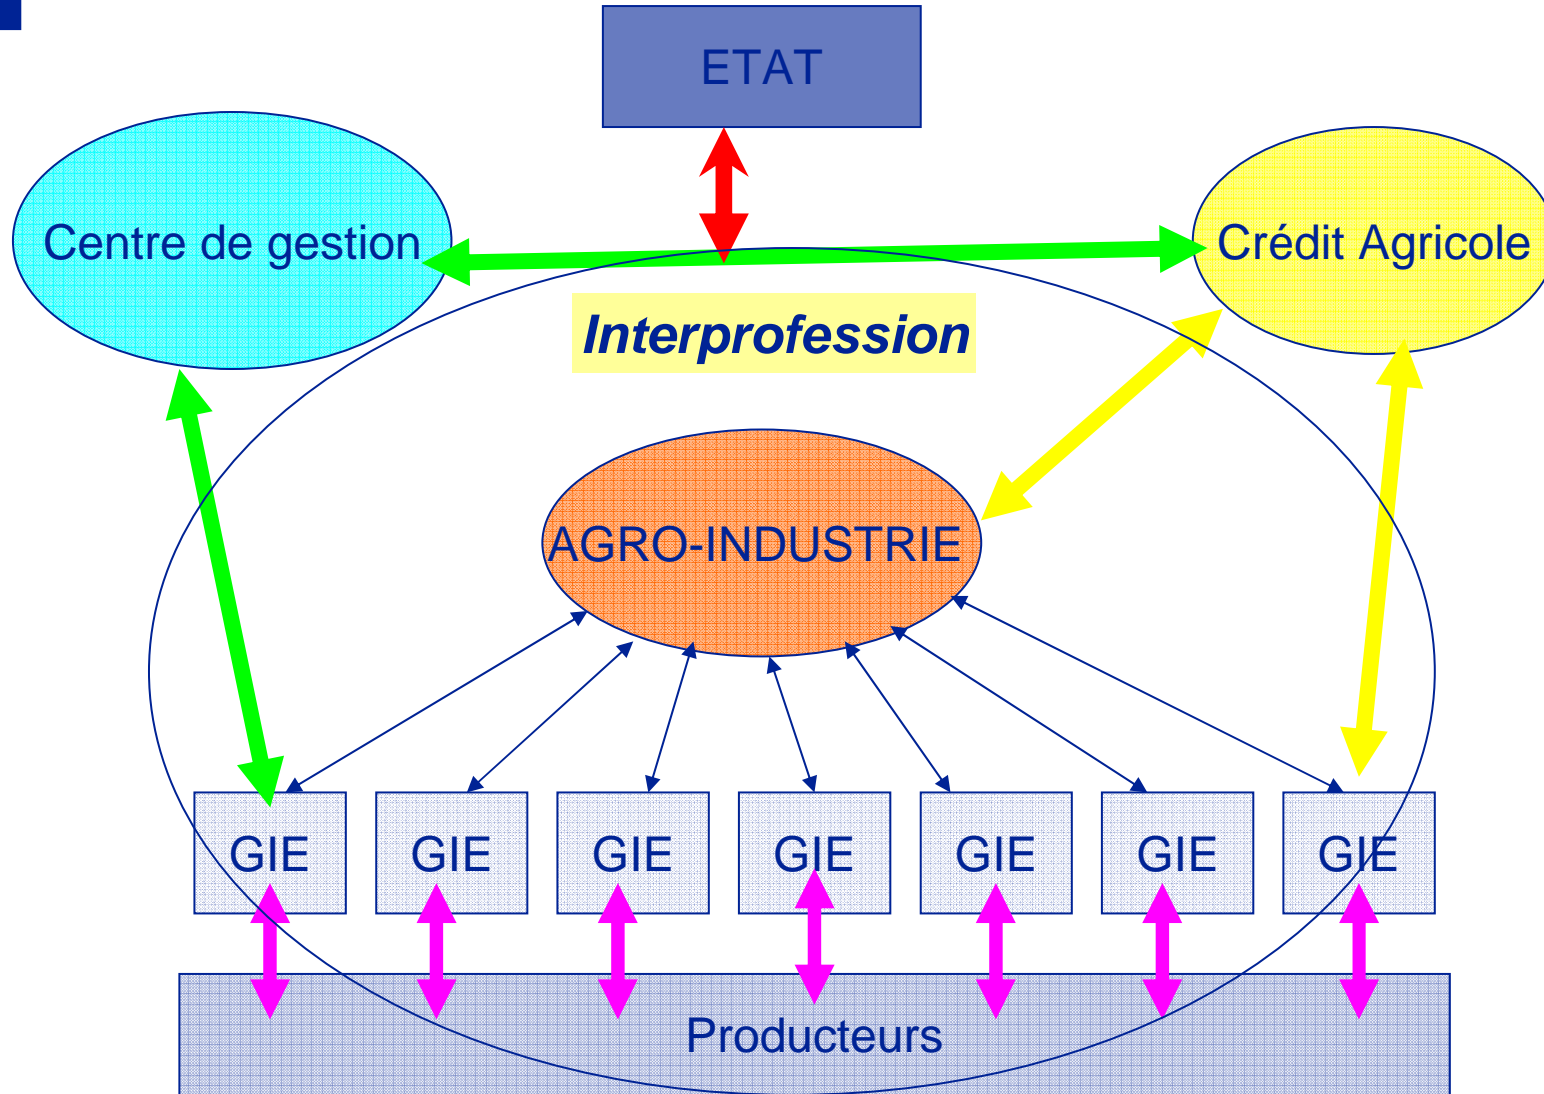 ETAT
Centre de gestion
Crédit Agricole
Interprofession
AGRO-INDUSTRIE
GIE
GIE
GIE
GIE
GIE
GIE
GIE
Producteurs